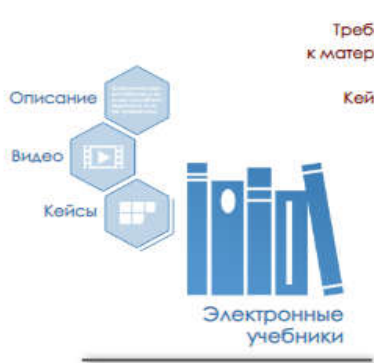 Треб
к матер
Кей
Описание
Видео
Кейсы
Электронные
учебники